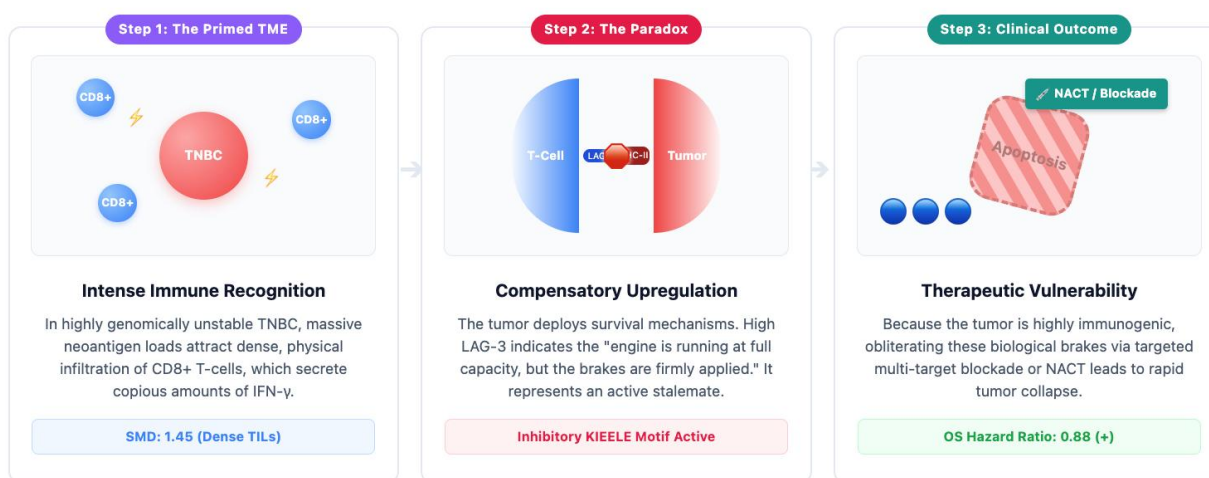 Step 1: The Primed TME
CD8+
CD8+
TNBC
CD8+
Intense Immune Recognition
In highly genomically unstable TNBC, massive
neoantigen loads attract dense, physical
infiltration of CD8+ T-cells, which secrete
copious amounts of IFN-γ.
SMD: 1.45 (Dense TILs)
Step 2: The Paradox
T-Cell
Tumor
Compensatory Upregulation
The tumor deploys survival mechanisms. High
LAG-3 indicates the "engine is running at full
capacity, but the brakes are firmly applied." It
represents an active stalemate.
Inhibitory KIEELE Motif Active
Step 3: Clinical Outcome
NACT / Blockade
Apoptosis
Therapeutic Vulnerability
Because the tumor is highly immunogenic,
obliterating these biological brakes via targeted
multi-target blockade or NACT leads to rapid
tumor collapse.
OS Hazard Ratio: 0.88 (+)